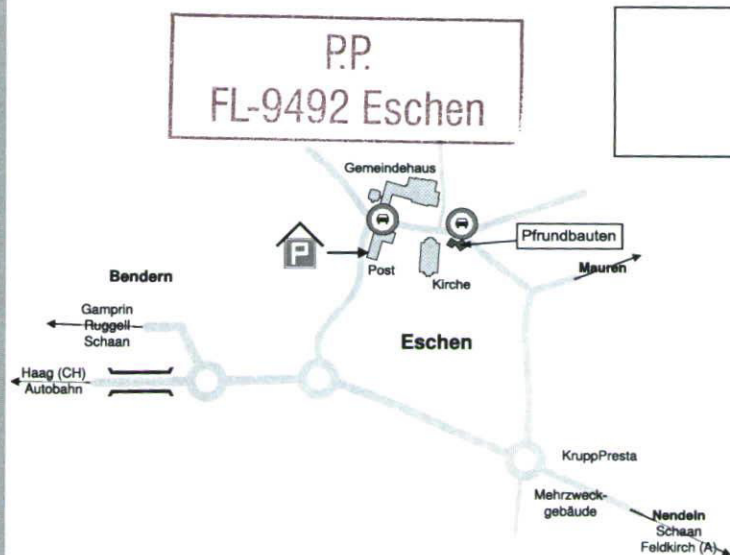 P.P.
FL-9492 Eschen
Gemeindehaus
P
Post
Kirche
Pfrundbauten
Mauren
Bendern
Gamprin
Ruggell
Schaan
Eschen
Haag (CH)
Autobahn
KruppPresta
Mehrzweck-
gebäude
Nendeln
Schaan
Feldkirch (A)